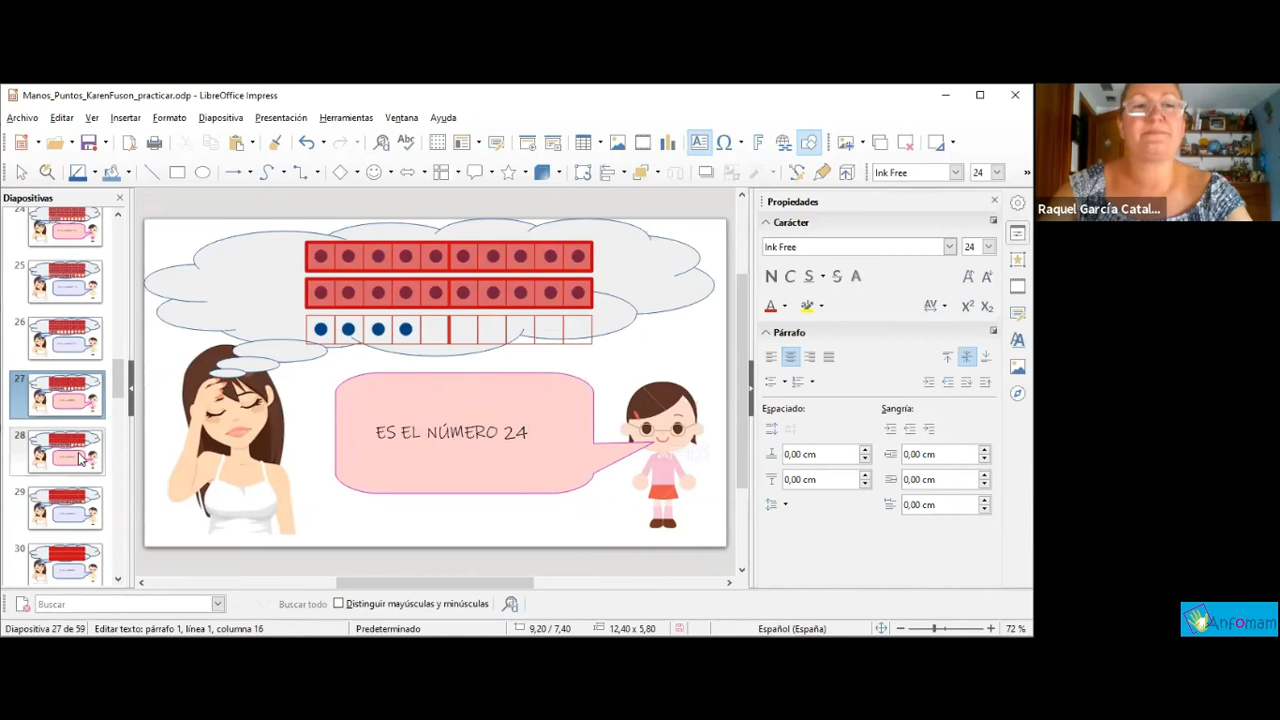 Manos_Puntos_KarenFuson_practicar.odp - LibreOffice Impress
Archivo Editar Ver Insertar Formato Diapositiva Presentación Herramientas Ventana Ayuda
Ink Free 24
Diapositivas
Propiedades
Carácter
Ink Free 24
N C S S A
Párrafo
Espaciado: Sangría:
0,00 cm 0,00 cm
0,00 cm 0,00 cm
0,00 cm
24
25
26
27
28
29
30
ES EL NÚMERO 24
Raquel García Catal...
Buscar Buscar todo Distinguir mayúsculas y minúsculas
Diapositiva 27 de 59 Editar texto: párrafo 1, línea 1, columna 16 Predeterminado 9,20 / 7,40 12,40 x 5,80 Español (España) 72 %
Anfomam